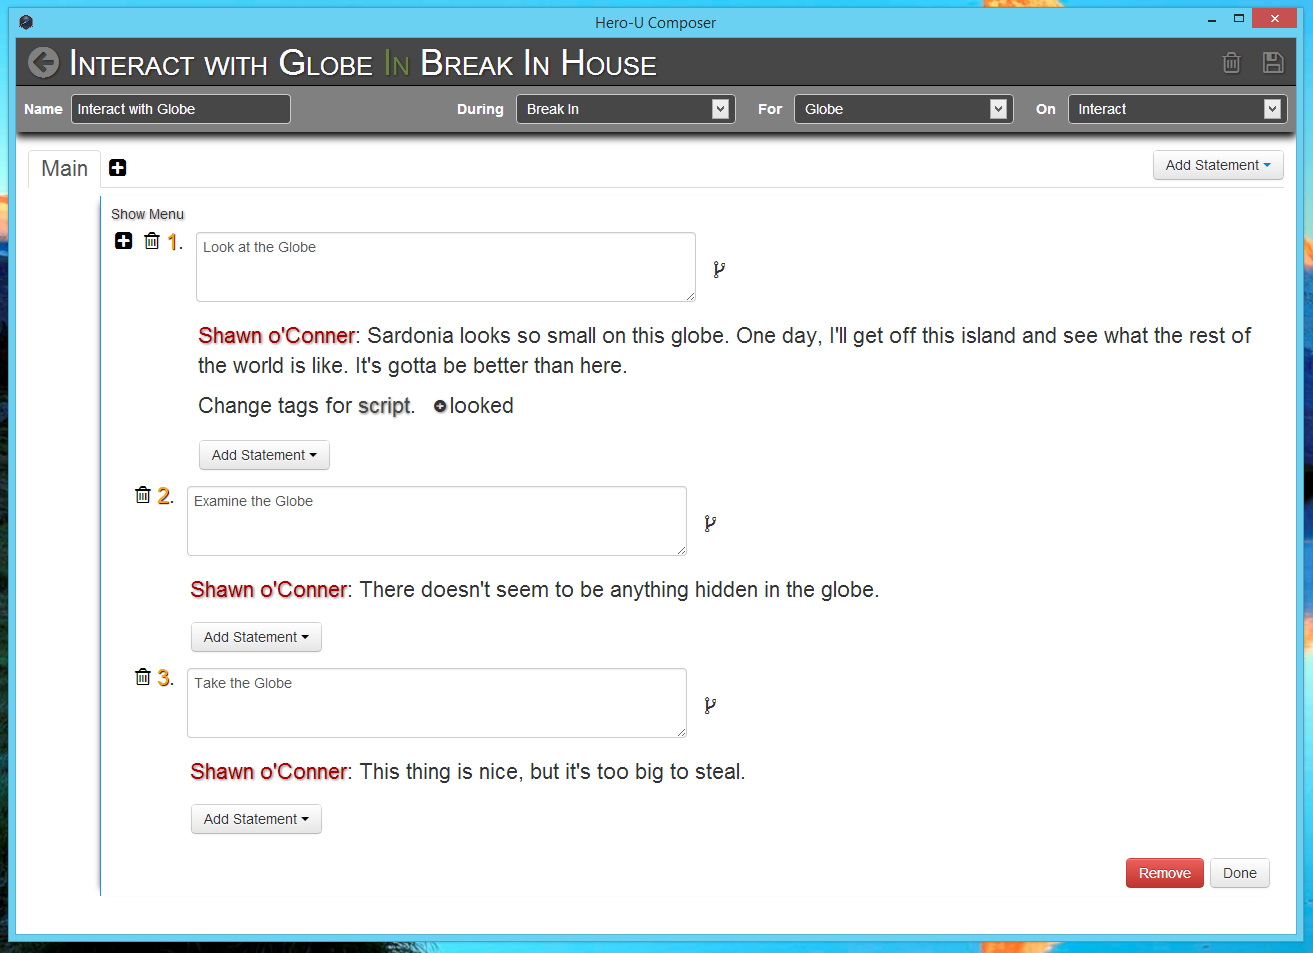 Hero-U Composer
Interact with Globe In Break In House
Name Interact with Globe During Break In For Globe On Interact
Main Add Statement
Show Menu
1. Look at the Globe
Shawn o'Conner: Sardonia looks so small on this globe. One day, I'll get off this island and see what the rest of
the world is like. It's gotta be better than here.
Change tags for script. looked
Add Statement
2. Examine the Globe
Shawn o'Conner: There doesn't seem to be anything hidden in the globe.
Add Statement
3. Take the Globe
Shawn o'Conner: This thing is nice, but it's too big to steal.
Add Statement
Remove Done